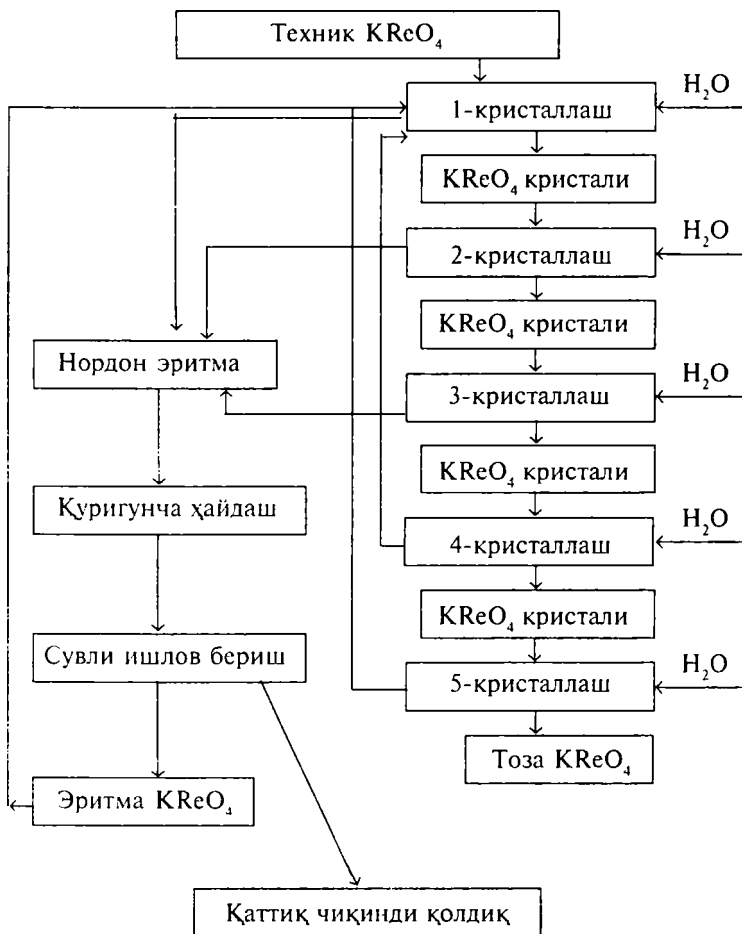 Техник KReO₄
H₂O
1-кристаллаш
KReO₄ кристали
H₂O
2-кристаллаш
KReO₄ кристали
Нордон эритма
H₂O
3-кристаллаш
KReO₄ кристали
Қуригунча ҳайдаш
H₂O
4-кристаллаш
KReO₄ кристали
Сувли ишлов бериш
H₂O
5-кристаллаш
Тоза KReO₄
Эритма KReO₄
Қаттиқ чиқинди қолдиқ